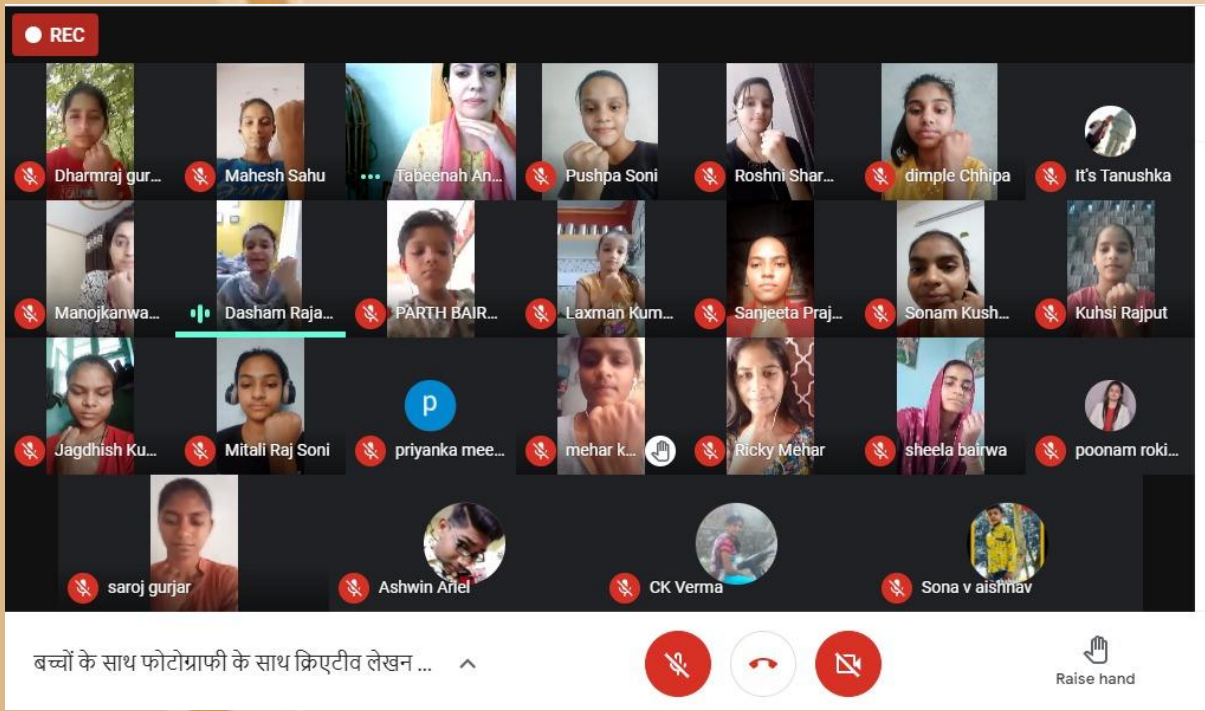 REC
Dharmraj gur...
Mahesh Sahu
Tabeenah An...
Pushpa Soni
Roshni Shar...
dimple Chhipa
It's Tanushka
Manojkanwa...
Dasham Raja...
PARTH BAIR...
Laxman Kum...
Sanjeeta Praj...
Sonam Kush...
Kuhsi Rajput
Jagdhish Ku...
Mitali Raj Soni
p
priyanka mee...
mehar k...
Ricky Mehar
sheela bairwa
poonam roki...
saroj gurjar
Ashwin Ariel
CK Verma
Sona v aishnav
बच्चों के साथ फोटोग्राफी के साथ क्रिएटीव लेखन ...
Raise hand